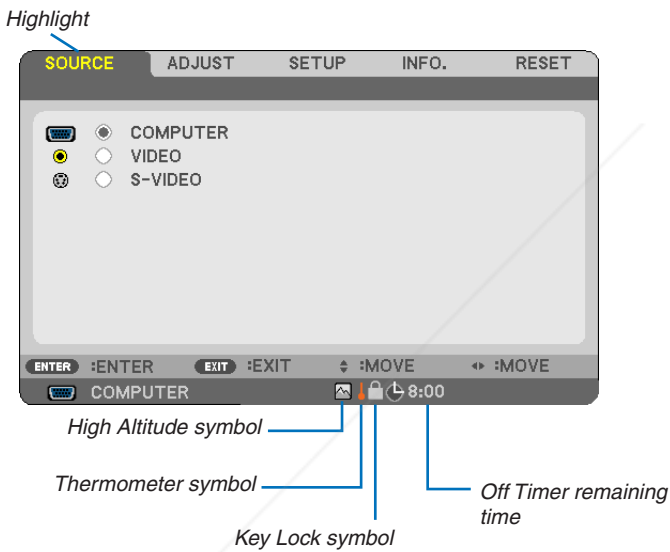 Highlight
SOURCE ADJUST SETUP INFO. RESET
COMPUTER
VIDEO
S-VIDEO
ENTER :ENTER EXIT :EXIT :MOVE :MOVE
COMPUTER 8:00
High Altitude symbol
Thermometer symbol
Off Timer remaining
time
Key Lock symbol